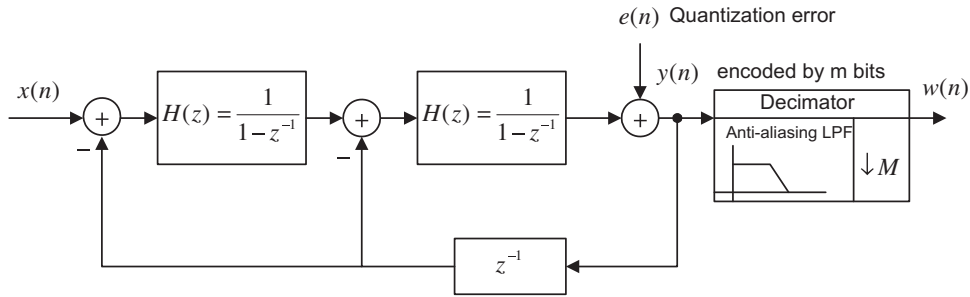 e(n) Quantization error
x(n)
H(z) = 1/(1 − z⁻¹)
H(z) = 1/(1 − z⁻¹)
y(n)
encoded by m bits
w(n)
+
−
+
−
+
Decimator
Anti-aliasing LPF
↓ M
z⁻¹